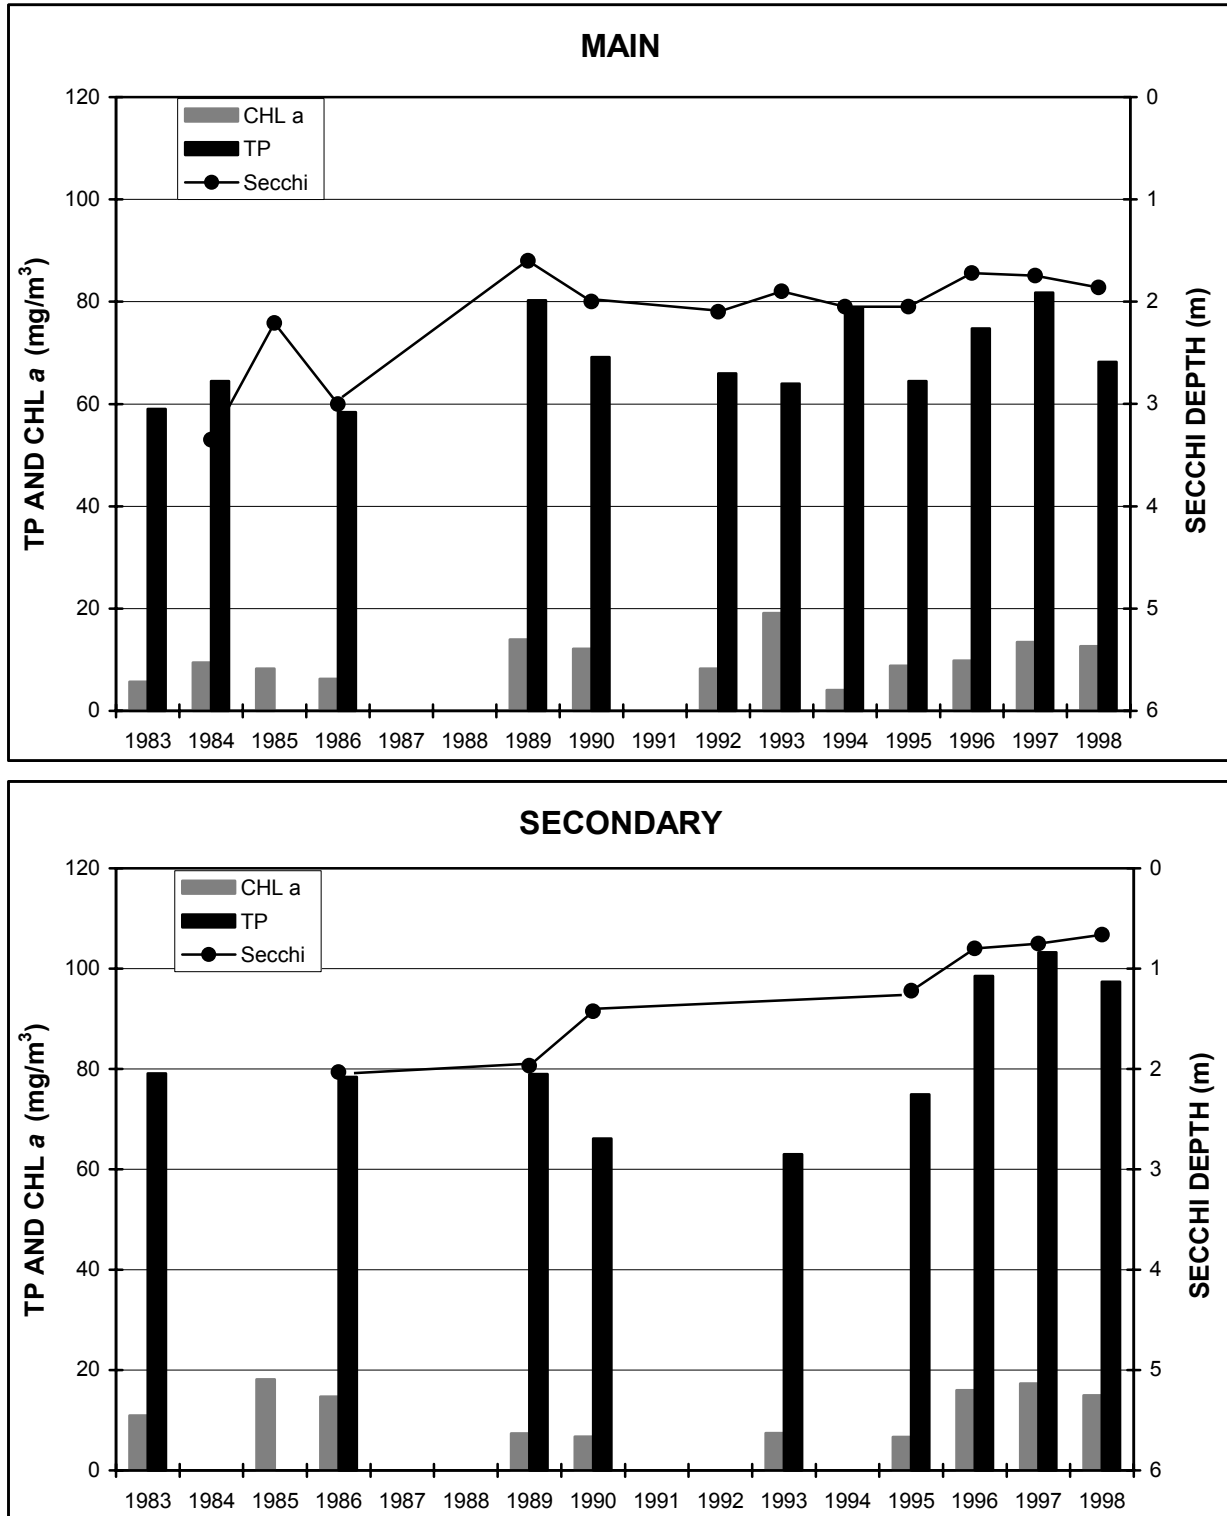 MAIN
CHL a
TP
Secchi
120
100
80
60
40
20
0
TP AND CHL a (mg/m³)
0
1
2
3
4
5
6
SECCHI DEPTH (m)
1983 1984 1985 1986 1987 1988 1989 1990 1991 1992 1993 1994 1995 1996 1997 1998
SECONDARY
CHL a
TP
Secchi
120
100
80
60
40
20
0
TP AND CHL a (mg/m³)
0
1
2
3
4
5
6
SECCHI DEPTH (m)
1983 1984 1985 1986 1987 1988 1989 1990 1991 1992 1993 1994 1995 1996 1997 1998